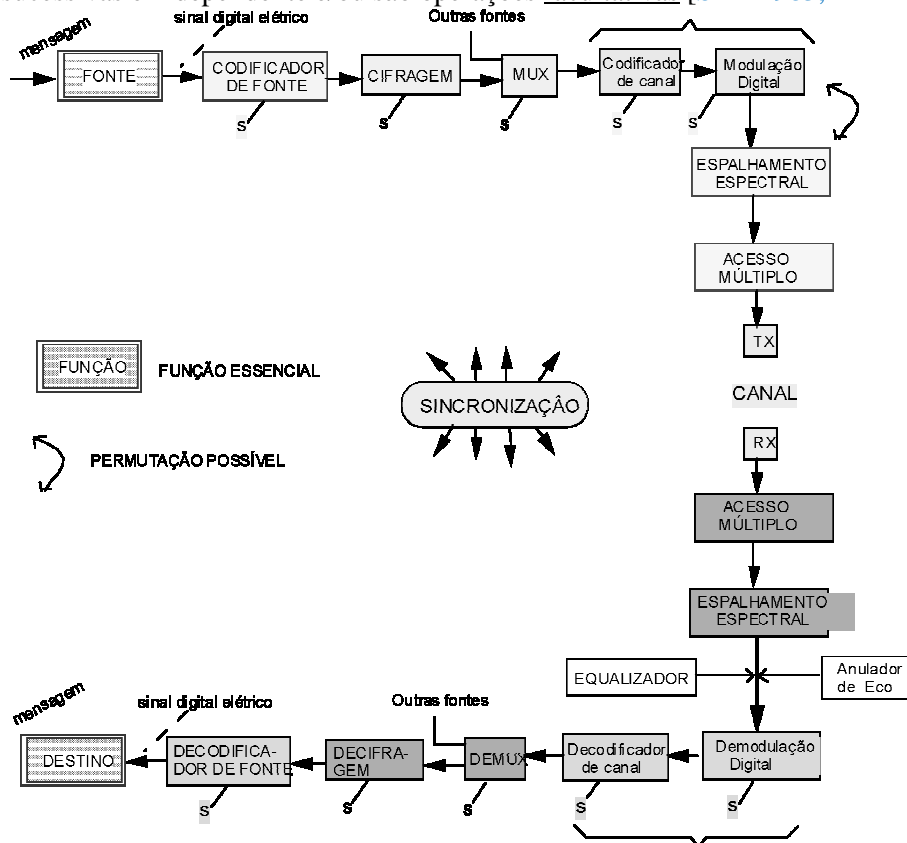 mensagem
sinal digital elétrico
Outras fontes
FONTE
CODIFICADOR
DE FONTE
CIFRAGEM
MUX
Codificador
de canal
Modulação
Digital
S
S
S
S
S
ESPALHAMENTO
ESPECTRAL
ACESSO
MÚLTIPLO
TX
FUNÇÃO
FUNÇÃO ESSENCIAL
SINCRONIZAÇÃO
CANAL
PERMUTAÇÃO POSSÍVEL
RX
ACESSO
MÚLTIPLO
ESPALHAMENTO
ESPECTRAL
EQUALIZADOR
Anulador
de Eco
mensagem
sinal digital elétrico
Outras fontes
DESTINO
DECODIFICA-
DOR DE FONTE
DECIFRA-
GEM
DEMUX
Decodificador
de canal
Demodulação
Digital
S
S
S
S
S